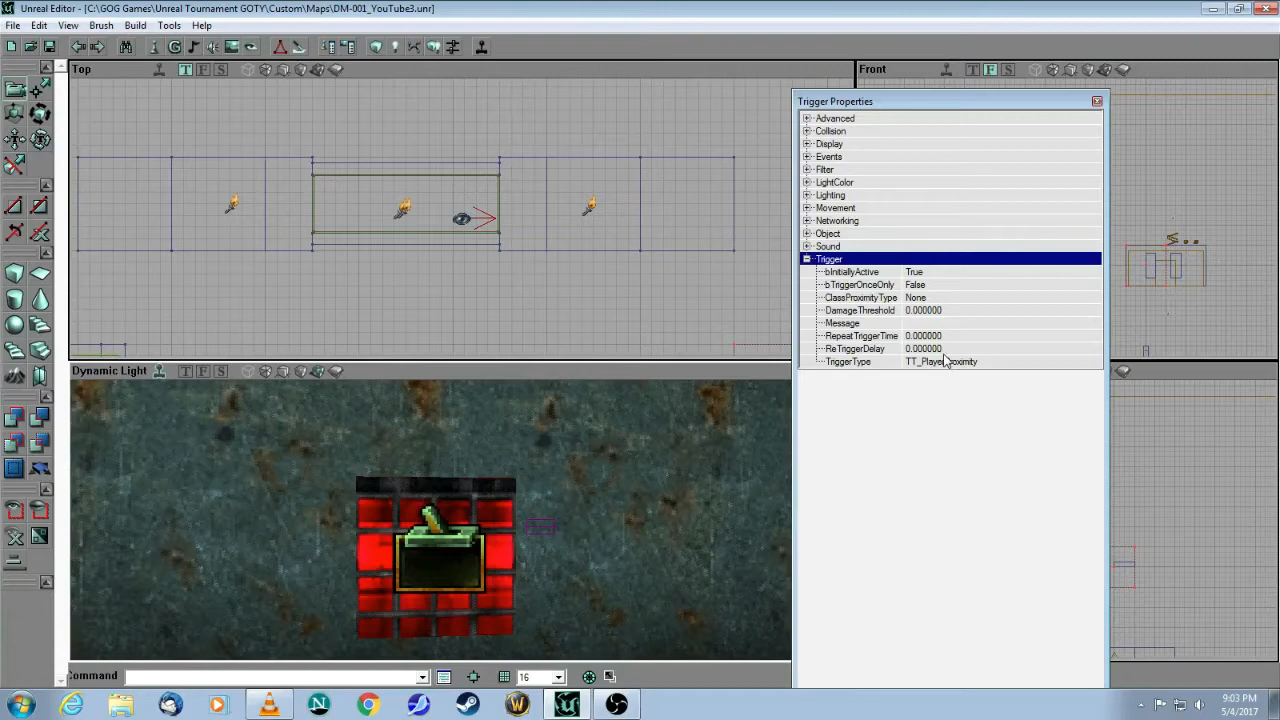 Unreal Editor - [C:\GOG Games\Unreal Tournament GOTY\Custom\Maps\DM-001_YouTube3.unr]
File Edit View Brush Build Tools Help
Top T F S
Front T F S
Trigger Properties
Advanced
Collision
Display
Events
Filter
LightColor
Lighting
Movement
Networking
Object
Sound
Trigger
bInitiallyActive True
bTriggerOnceOnly False
ClassProximityType None
DamageThreshold 0.000000
Message
RepeatTriggerTime 0.000000
ReTriggerDelay 0.000000
TriggerType TT_PlayerProximity
Dynamic Light T F S
Command 16
9:03 PM
5/4/2017